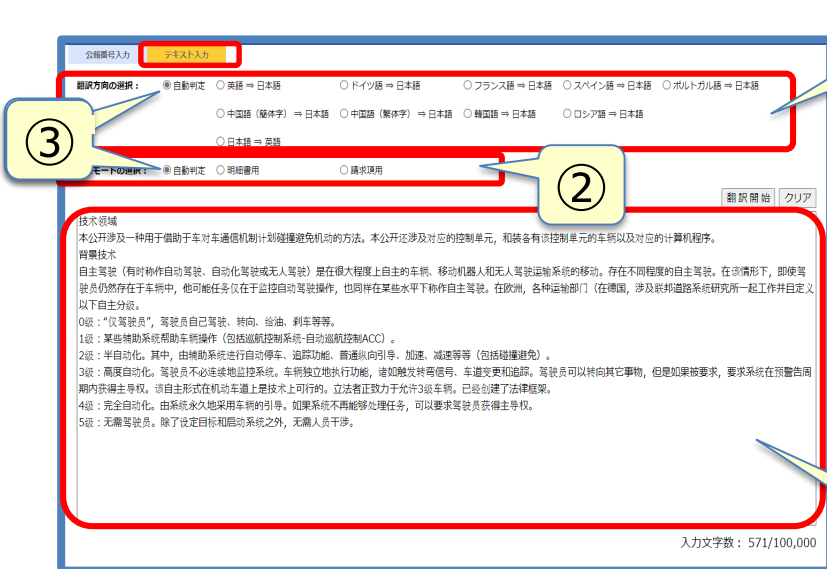 公報番号入力 テキスト入力
翻訳方向の選択： 自動判定 英語 ⇒ 日本語 ドイツ語 ⇒ 日本語 フランス語 ⇒ 日本語 スペイン語 ⇒ 日本語 ポルトガル語 ⇒ 日本語
中国語（簡体字） ⇒ 日本語 中国語（繁体字） ⇒ 日本語 韓国語 ⇒ 日本語 ロシア語 ⇒ 日本語
③
日本語 ⇒ 英語
モードの選択： 自動判定 明細書用 請求項用
②
翻訳開始 クリア
技术领域
本公开涉及一种用于借助于车对车通信机制计划碰撞避免机动的方法。本公开还涉及对应的控制单元，和装备有该控制单元的车辆以及对应的计算机程序。
背景技术
自主驾驶（有时称作自动驾驶、自动化驾驶或无人驾驶）是在很大程度上自主的车辆、移动机器人和无人驾驶运输系统的移动。存在不同程度的自主驾驶。在该情形下，即使驾
驶员仍然存在于车辆中，他可能任务仅在于监控自动驾驶操作，也同样在某些水平下称作自主驾驶。在欧洲，各种运输部门（在德国，涉及联邦道路系统研究所一起工作并且定义
以下自主分级。
0级：“仅驾驶员”，驾驶员自己驾驶、转向、给油、刹车等等。
1级：某些辅助系统帮助车辆操作（包括巡航控制系统-自动巡航控制ACC）。
2级：半自动化。其中，由辅助系统进行自动停车、追踪功能、普通纵向引导、加速、减速等等（包括碰撞避免）。
3级：高度自动化。驾驶员不必连续地监控系统。车辆独立地执行功能，诸如触发转弯信号、车道变更和追踪。驾驶员可以转向其它事物，但是如果被要求，要求系统在预警告周
期内获得主导权。该自主形式在机动车道上是技术上可行的。立法者正致力于允许3级车辆。已经创建了法律框架。
4级：完全自动化。由系统永久地采用车辆的引导。如果系统不再能够处理任务，可以要求驾驶员获得主导权。
5级：无需驾驶员。除了设定目标和启动系统之外，无需人员干涉。
入力文字数： 571/100,000